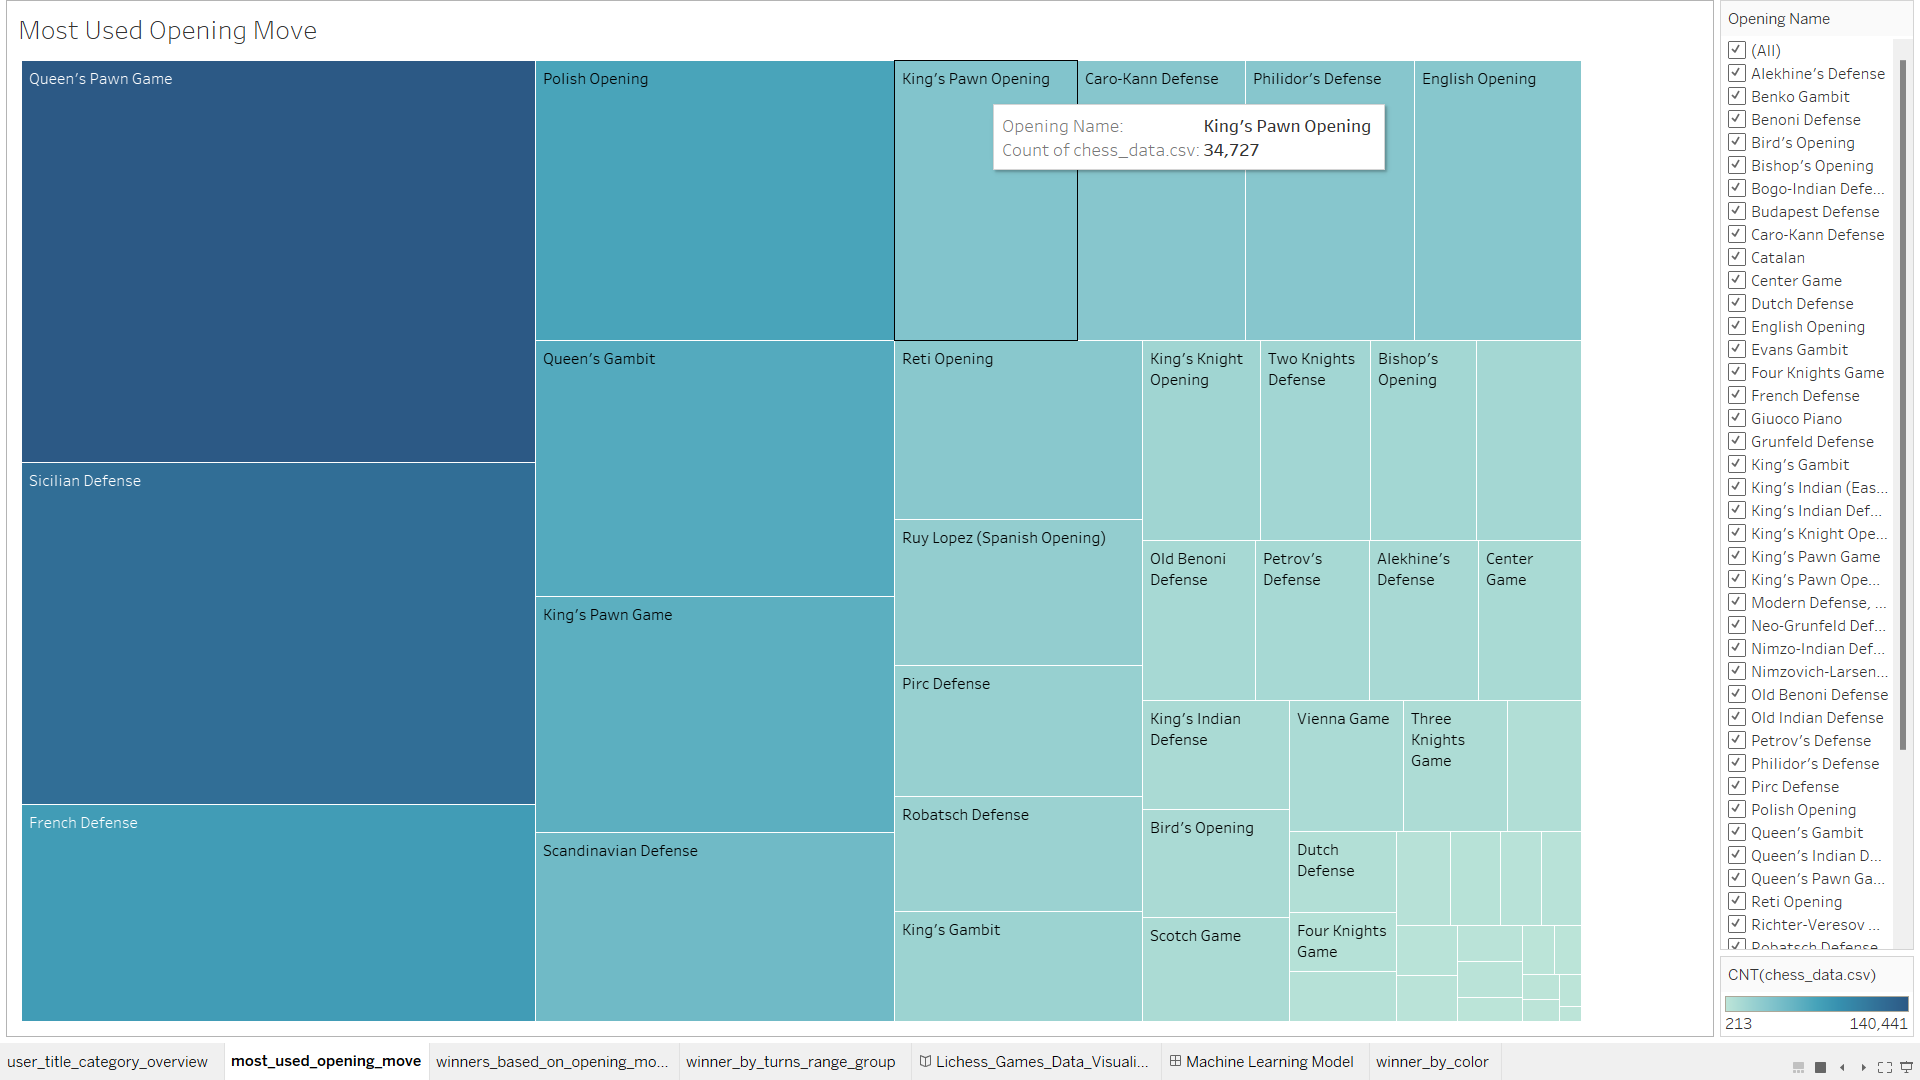 Most Used Opening Move
Queen's Pawn Game
Sicilian Defense
French Defense
Polish Opening
Queen's Gambit
King's Pawn Game
Scandinavian Defense
King's Pawn Opening
Caro-Kann Defense
Philidor's Defense
English Opening
Opening Name: King's Pawn Opening
Count of chess_data.csv: 34,727
Reti Opening
Ruy Lopez (Spanish Opening)
Pirc Defense
Robatsch Defense
King's Gambit
King's Knight
Opening
Two Knights
Defense
Bishop's
Opening
Old Benoni
Defense
Petrov's
Defense
Alekhine's
Defense
Center
Game
King's Indian
Defense
Vienna Game
Three
Knights
Game
Bird's Opening
Dutch
Defense
Scotch Game
Four Knights
Game
Opening Name
(All)
Alekhine's Defense
Benko Gambit
Benoni Defense
Bird's Opening
Bishop's Opening
Bogo-Indian Defe...
Budapest Defense
Caro-Kann Defense
Catalan
Center Game
Dutch Defense
English Opening
Evans Gambit
Four Knights Game
French Defense
Giuoco Piano
Grunfeld Defense
King's Gambit
King's Indian (Eas...
King's Indian Def...
King's Knight Ope...
King's Pawn Game
King's Pawn Ope...
Modern Defense, ...
Neo-Grunfeld Def...
Nimzo-Indian Def...
Nimzovich-Larsen...
Old Benoni Defense
Old Indian Defense
Petrov's Defense
Philidor's Defense
Pirc Defense
Polish Opening
Queen's Gambit
Queen's Indian D...
Queen's Pawn Ga...
Reti Opening
Richter-Veresov ...
Robatsch Defense
CNT(chess_data.csv)
213 140,441
user_title_category_overview
most_used_opening_move
winners_based_on_opening_mo...
winner_by_turns_range_group
Lichess_Games_Data_Visuali...
Machine Learning Model
winner_by_color